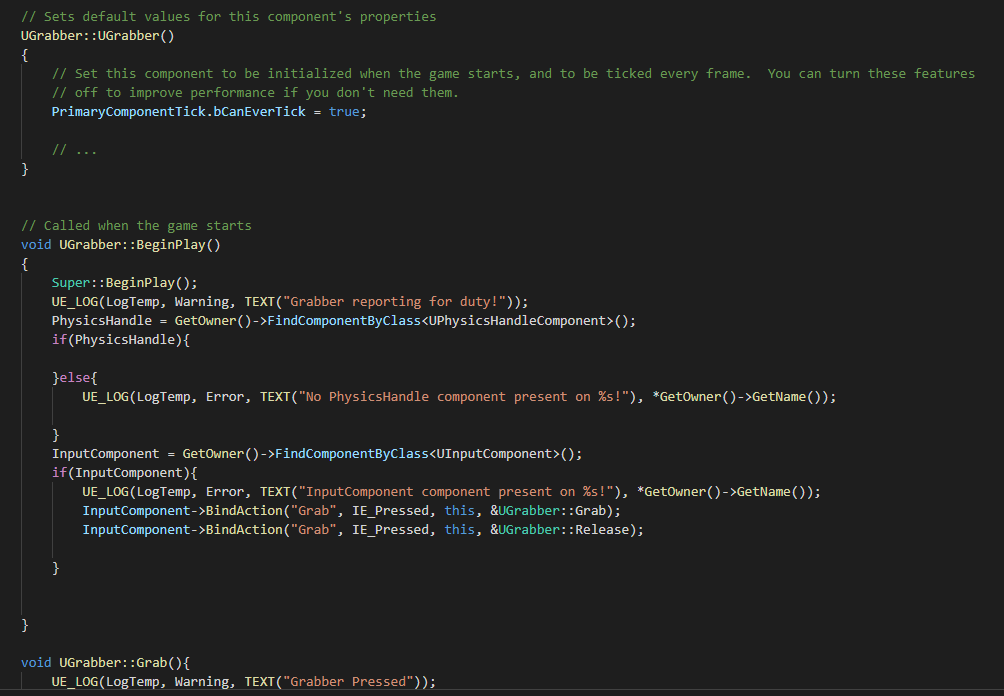 // Sets default values for this component's properties
UGrabber::UGrabber()
{
    // Set this component to be initialized when the game starts, and to be ticked every frame.  You can turn these features
    // off to improve performance if you don't need them.
    PrimaryComponentTick.bCanEverTick = true;
    // ...
}
// Called when the game starts
void UGrabber::BeginPlay()
{
    Super::BeginPlay();
    UE_LOG(LogTemp, Warning, TEXT("Grabber reporting for duty!"));
    PhysicsHandle = GetOwner()->FindComponentByClass<UPhysicsHandleComponent>();
    if(PhysicsHandle){
    }else{
        UE_LOG(LogTemp, Error, TEXT("No PhysicsHandle component present on %s!"), *GetOwner()->GetName());
    }
    InputComponent = GetOwner()->FindComponentByClass<UInputComponent>();
    if(InputComponent){
        UE_LOG(LogTemp, Error, TEXT("InputComponent component present on %s!"), *GetOwner()->GetName());
        InputComponent->BindAction("Grab", IE_Pressed, this, &UGrabber::Grab);
        InputComponent->BindAction("Grab", IE_Pressed, this, &UGrabber::Release);
    }
}
void UGrabber::Grab(){
    UE_LOG(LogTemp, Warning, TEXT("Grabber Pressed"));